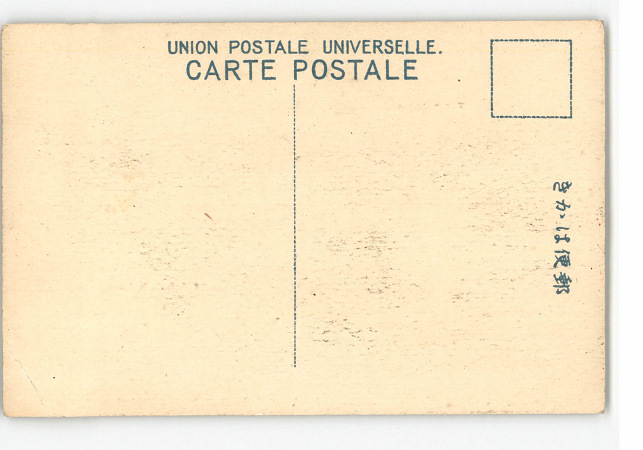 UNION POSTALE UNIVERSELLE.
CARTE POSTALE
郵便はかき